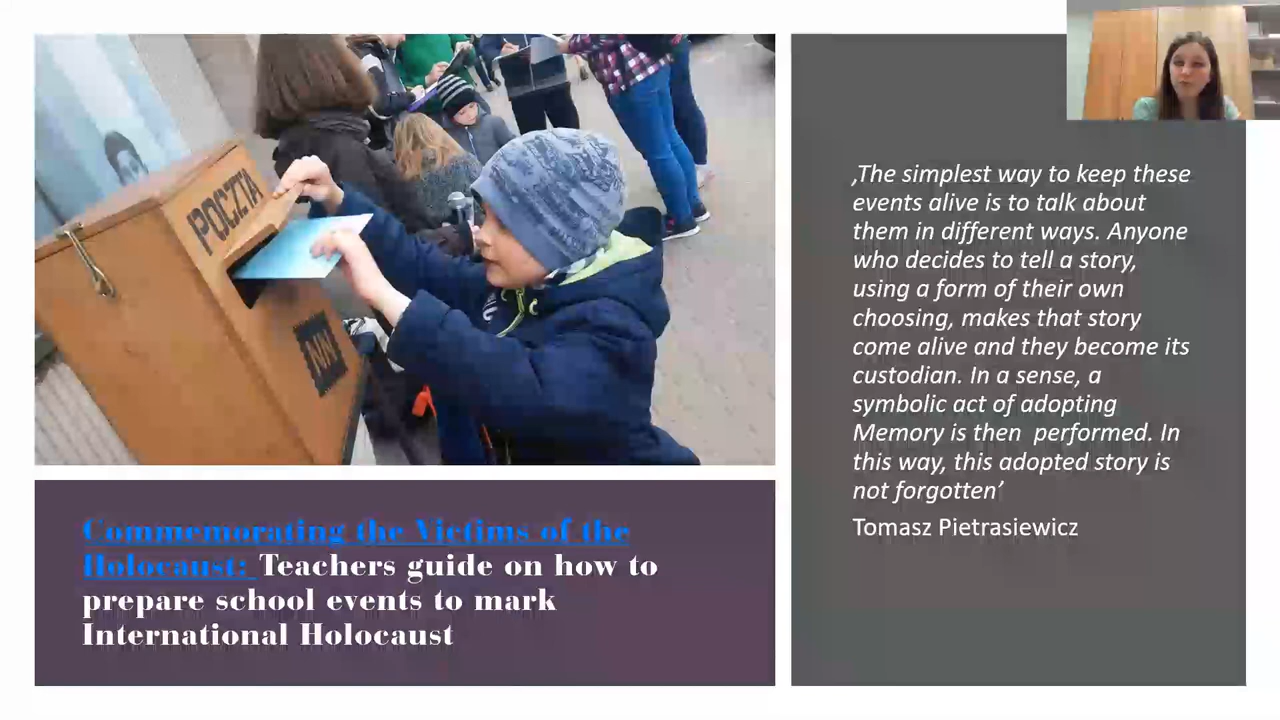 POCZTA
NN
‚The simplest way to keep these
events alive is to talk about
them in different ways. Anyone
who decides to tell a story,
using a form of their own
choosing, makes that story
come alive and they become its
custodian. In a sense, a
symbolic act of adopting
Memory is then  performed. In
this way, this adopted story is
not forgotten’
Tomasz Pietrasiewicz
Commemorating the Victims of the
Holocaust: Teachers guide on how to
prepare school events to mark
International Holocaust